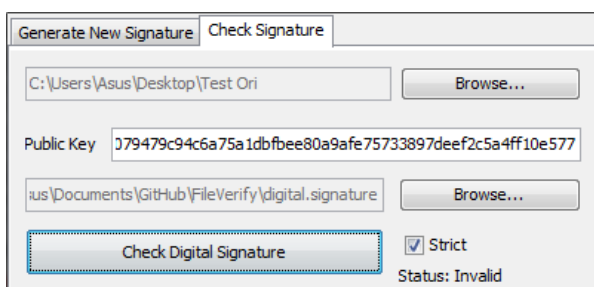 Generate New Signature Check Signature
C:\Users\Asus\Desktop\Test Ori Browse...
Public Key 079479c94c6a75a1dbfbee80a9afe75733897deef2c5a4ff10e577
sus\Documents\GitHub\FileVerify\digital.signature Browse...
Check Digital Signature Strict
Status: Invalid